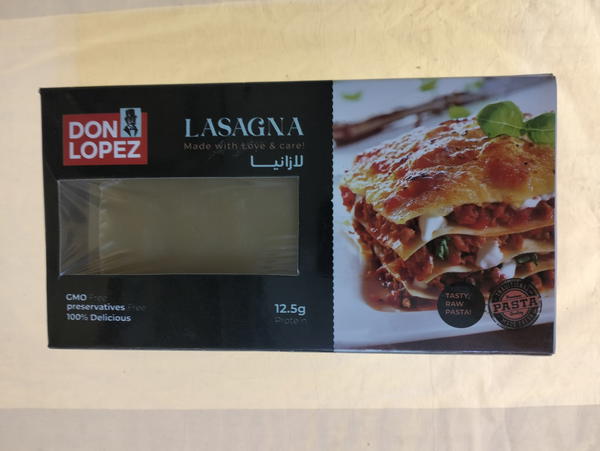 DON
LOPEZ
LASAGNA
Made with Love & care!
لازانيا
GMO Free
preservatives Free
100% Delicious
12.5g
Protein
TASTY,
RAW
PASTA!
PASTA